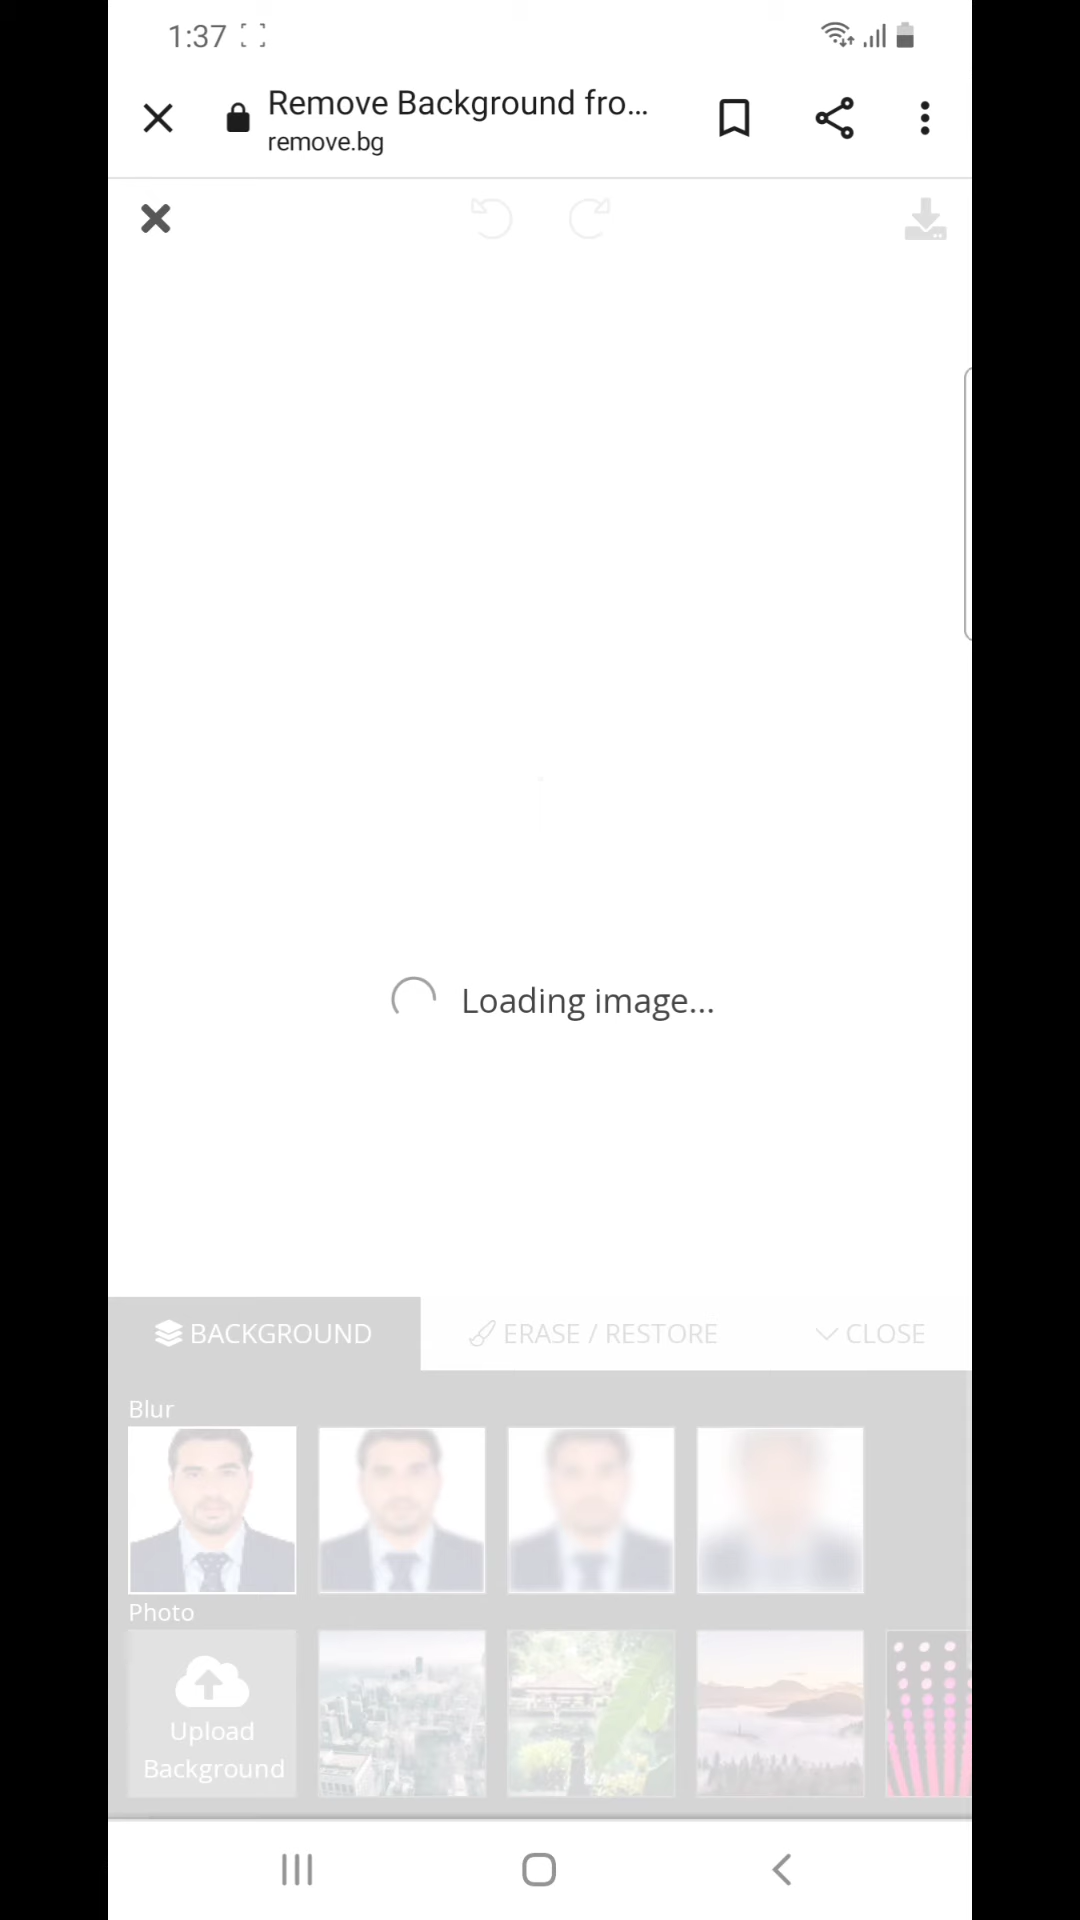 1:37
Remove Background fro...
remove.bg
Loading image...
BACKGROUND
ERASE / RESTORE
CLOSE
Blur
Photo
Upload
Background